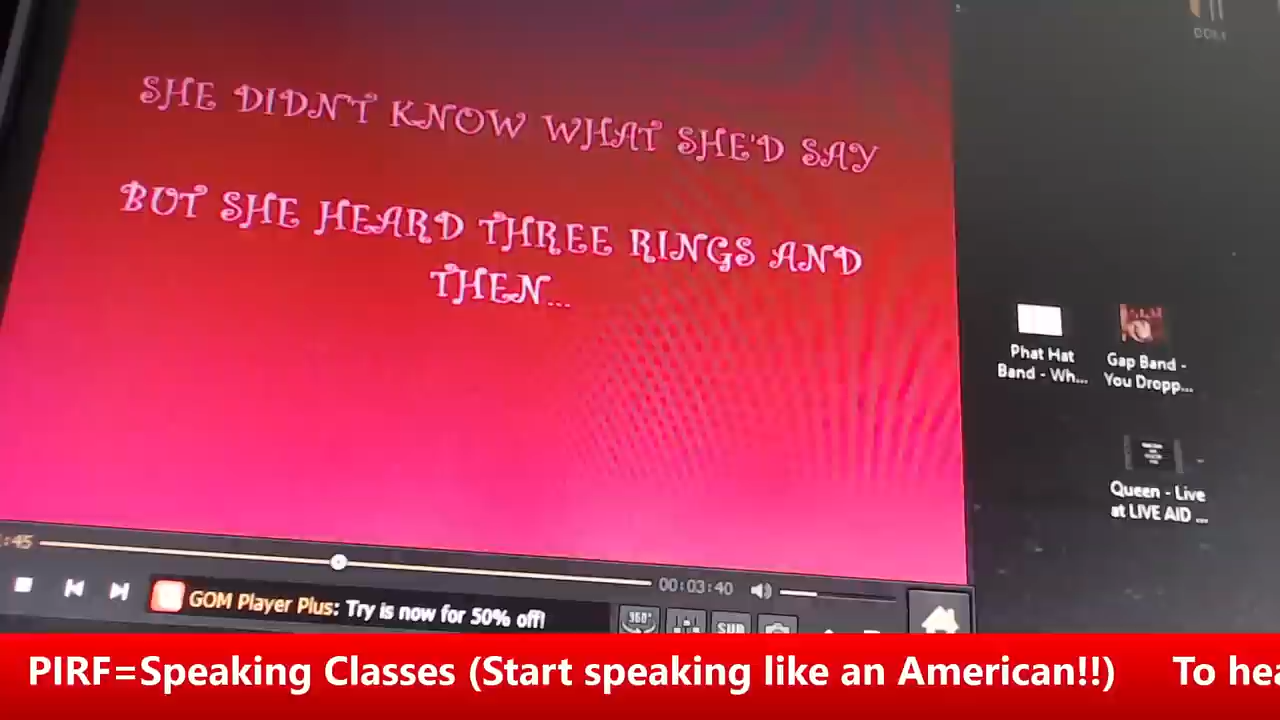 SHE DIDN'T KNOW WHAT SHE'D SAY
BUT SHE HEARD THREE RINGS AND
THEN...
Phat Hat
Band - Wh...
Gap Band -
You Dropp...
Queen - Live
at LIVE AID ...
:45
00:03:40
GOM Player Plus: Try is now for 50% off!
360°
SUB
PIRF=Speaking Classes (Start speaking like an American!!) To hea